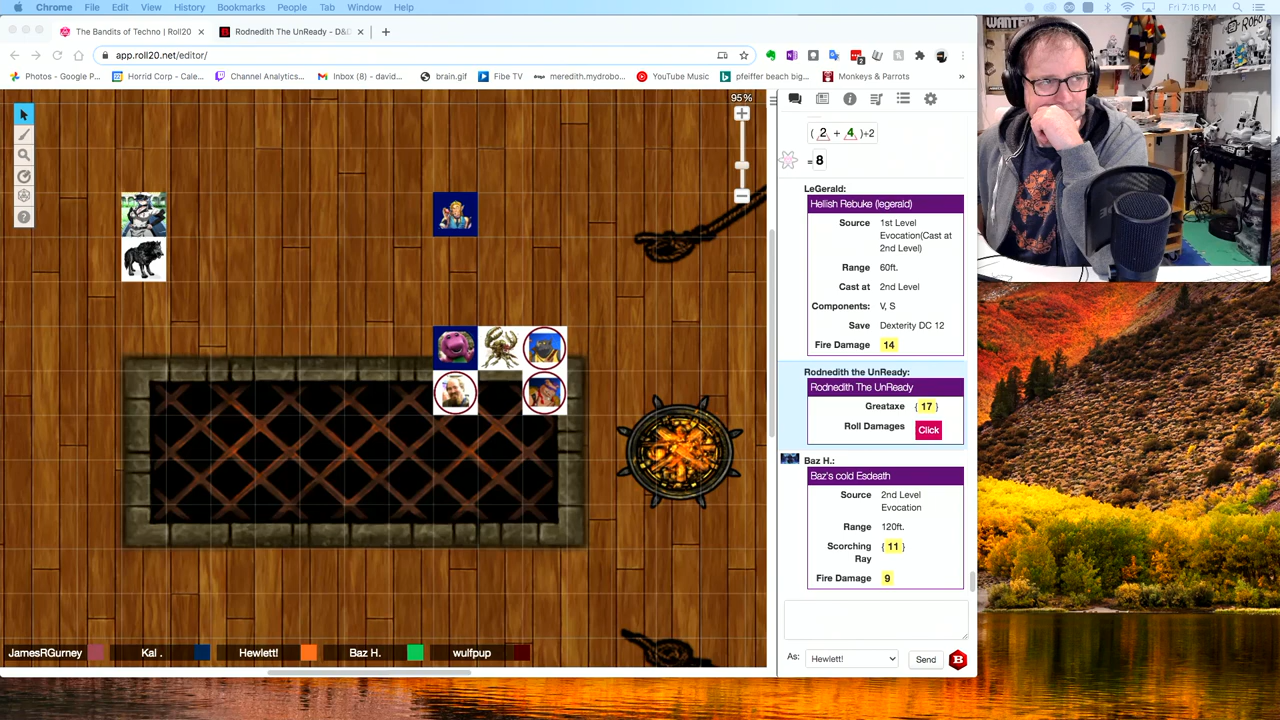 Chrome File Edit View History Bookmarks People Tab Window Help
Fri 7:16 PM
The Bandits of Techno | Roll20
Rodnedith The UnReady - D&D
app.roll20.net/editor/
Photos - Google P...
Horrid Corp - Cale...
Channel Analytics...
Inbox (8) - david...
brain.gif
Fibe TV
meredith.mydrobo...
YouTube Music
pfeiffer beach big...
Monkeys & Parrots
»
95%
( 2 + 4 )+2
= 8
LeGerald:
Hellish Rebuke (legerald)
Source 1st Level
Evocation(Cast at
2nd Level)
Range 60ft.
Cast at 2nd Level
Components: V, S
Save Dexterity DC 12
Fire Damage 14
Rodnedith the UnReady:
Rodnedith The UnReady
Greataxe { 17 }
Roll Damages Click
Baz H.:
Baz's cold Esdeath
Source 2nd Level
Evocation
Range 120ft.
Scorching { 11 }
Ray
Fire Damage 9
As: Hewlett! Send
JamesRGurney
Kal .
Hewlett!
Baz H.
wulfpup
WANTED